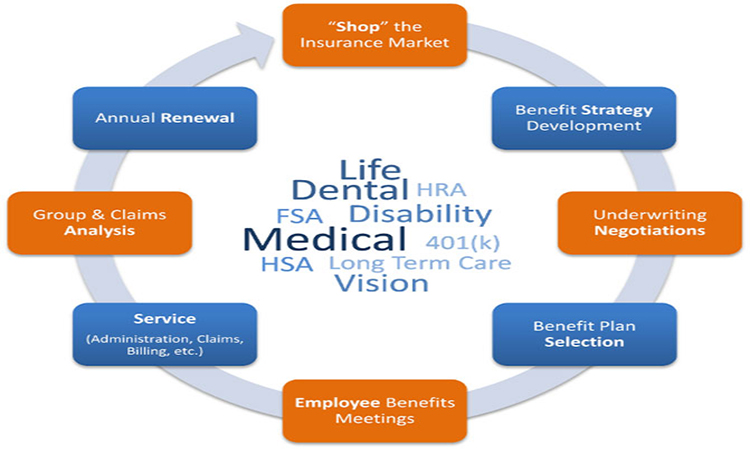 “Shop” the
Insurance Market
Benefit Strategy
Development
Underwriting
Negotiations
Benefit Plan
Selection
Employee Benefits
Meetings
Service
(Administration, Claims,
Billing, etc.)
Group & Claims
Analysis
Annual Renewal
Life
Dental HRA
FSA Disability
Medical 401(k)
HSA Long Term Care
Vision